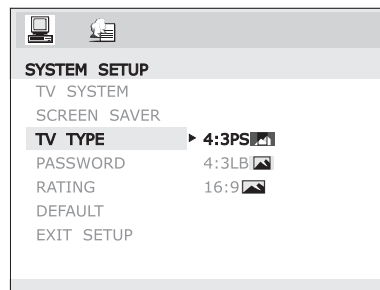 SYSTEM SETUP
TV SYSTEM
SCREEN SAVER
TV TYPE 4:3PS
PASSWORD 4:3LB
RATING 16:9
DEFAULT
EXIT SETUP